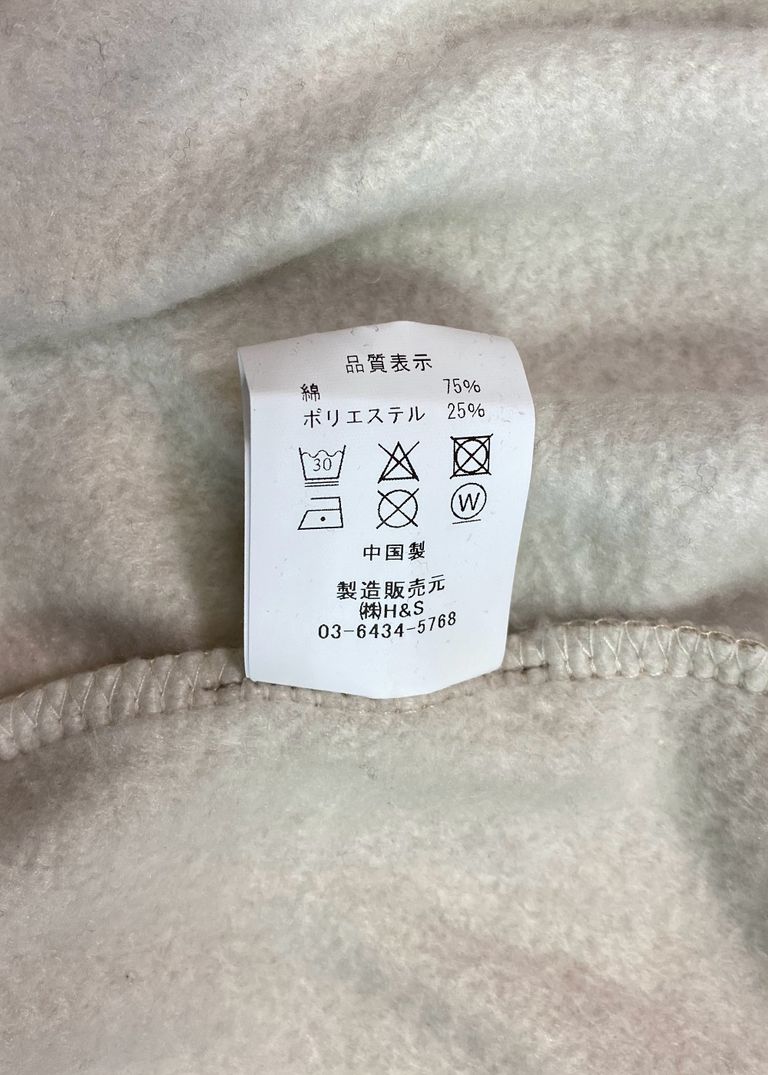 品質表示
綿 75%
ポリエステル 25%
30
W
中国製
製造販売元
㈱H&S
03-6434-5768